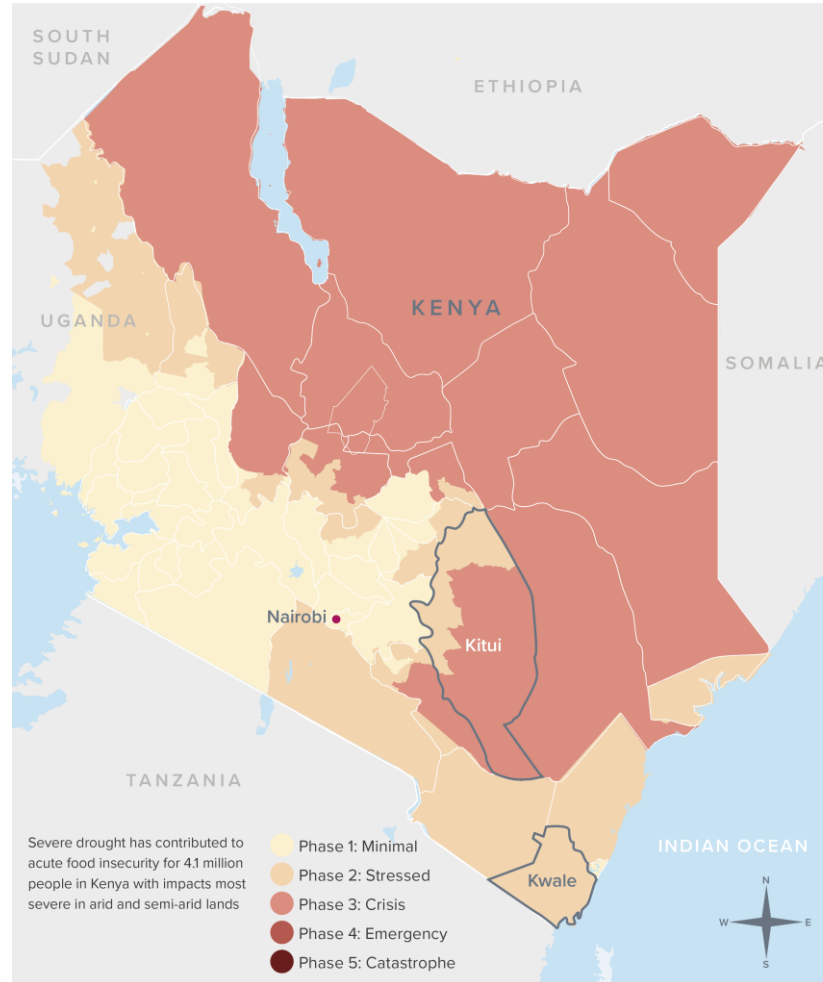 SOUTH
SUDAN
ETHIOPIA
KENYA
UGANDA
SOMALIA
Nairobi
Kitui
TANZANIA
INDIAN OCEAN
Kwale
Severe drought has contributed to
acute food insecurity for 4.1 million
people in Kenya with impacts most
severe in arid and semi-arid lands
Phase 1: Minimal
Phase 2: Stressed
Phase 3: Crisis
Phase 4: Emergency
Phase 5: Catastrophe
N
W
E
S